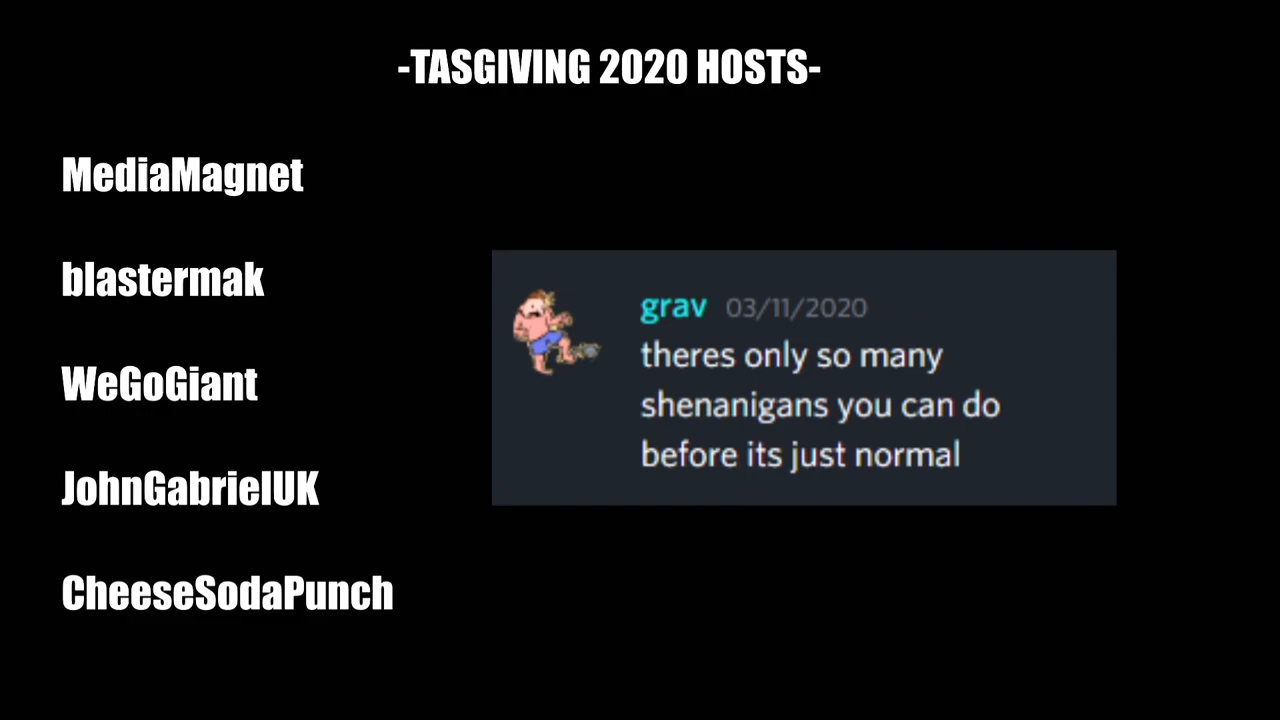 -TASGIVING 2020 HOSTS-
MediaMagnet
blastermak
WeGoGiant
JohnGabrielUK
CheeseSodaPunch
grav 03/11/2020
theres only so many
shenanigans you can do
before its just normal